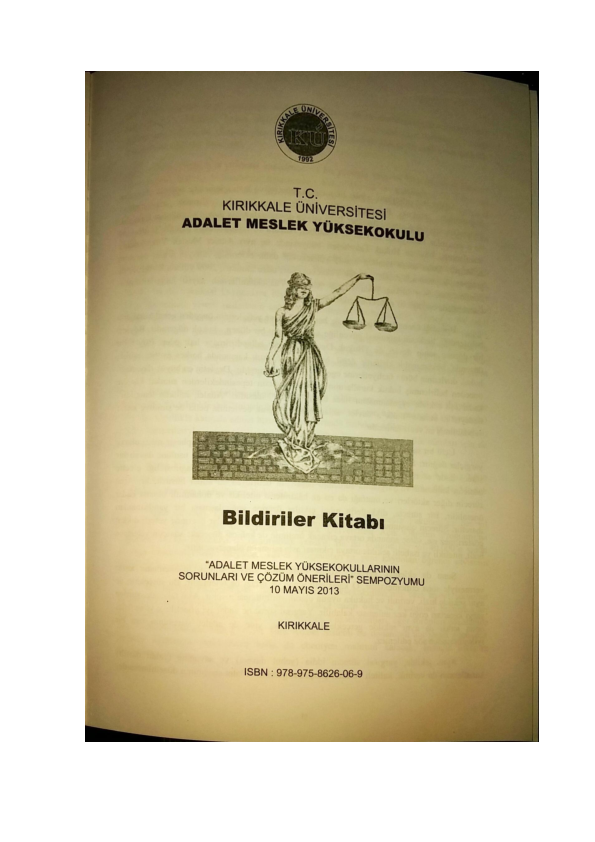 KIRIKKALE ÜNİVERSİTESİ
KÜ
1992
T.C.
KIRIKKALE ÜNİVERSİTESİ
ADALET MESLEK YÜKSEKOKULU
Bildiriler Kitabı
"ADALET MESLEK YÜKSEKOKULLARININ
SORUNLARI VE ÇÖZÜM ÖNERİLERİ" SEMPOZYUMU
10 MAYIS 2013
KIRIKKALE
ISBN : 978-975-8626-06-9